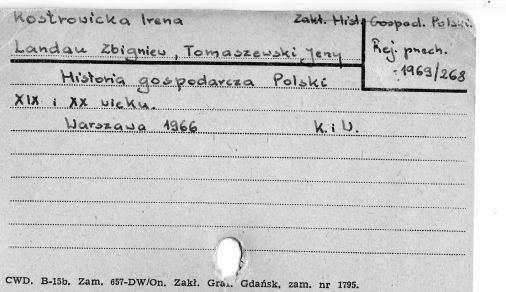 Kostrowicka Irena
Zakł. Hist. Gospod. Polski.
Landau Zbigniew, Tomaszewski Jerzy
Rej. przech.
-1969/268
Historia gospodarcza Polski
XIX i XX wieku.
Warszawa 1966 K. i W.
CWD. B-15b. Zam. 657-DW/On. Zakł. Graf. Gdańsk, zam. nr 1795.